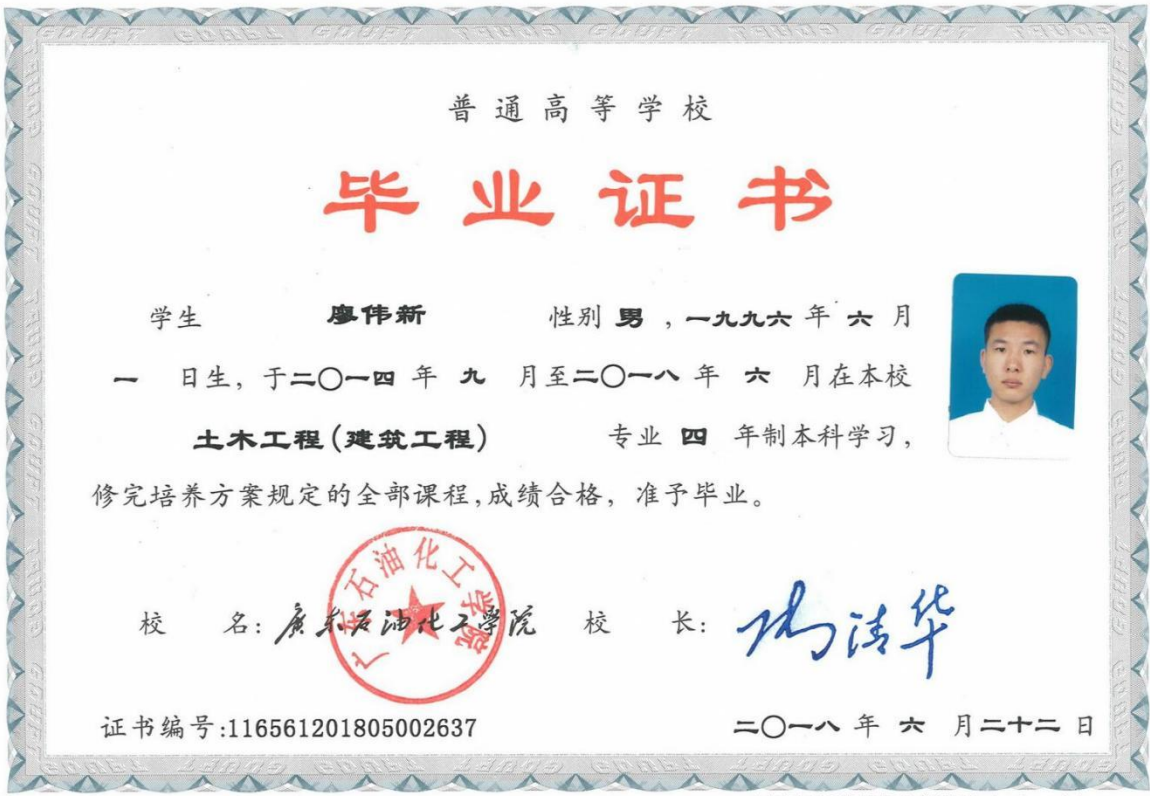 普通高等学校
毕业证书
学生 廖伟新 性别 男 ，一九九六 年 六 月
一 日生，于二〇一四 年 九 月至二〇一八 年 六 月在本校
土木工程(建筑工程) 专业 四 年制本科学习，
修完培养方案规定的全部课程,成绩合格，准予毕业。
广东石油化工学院
校 名: 廣东石油化工學院 校 长:
证书编号:116561201805002637
二〇一八 年 六 月二十二 日